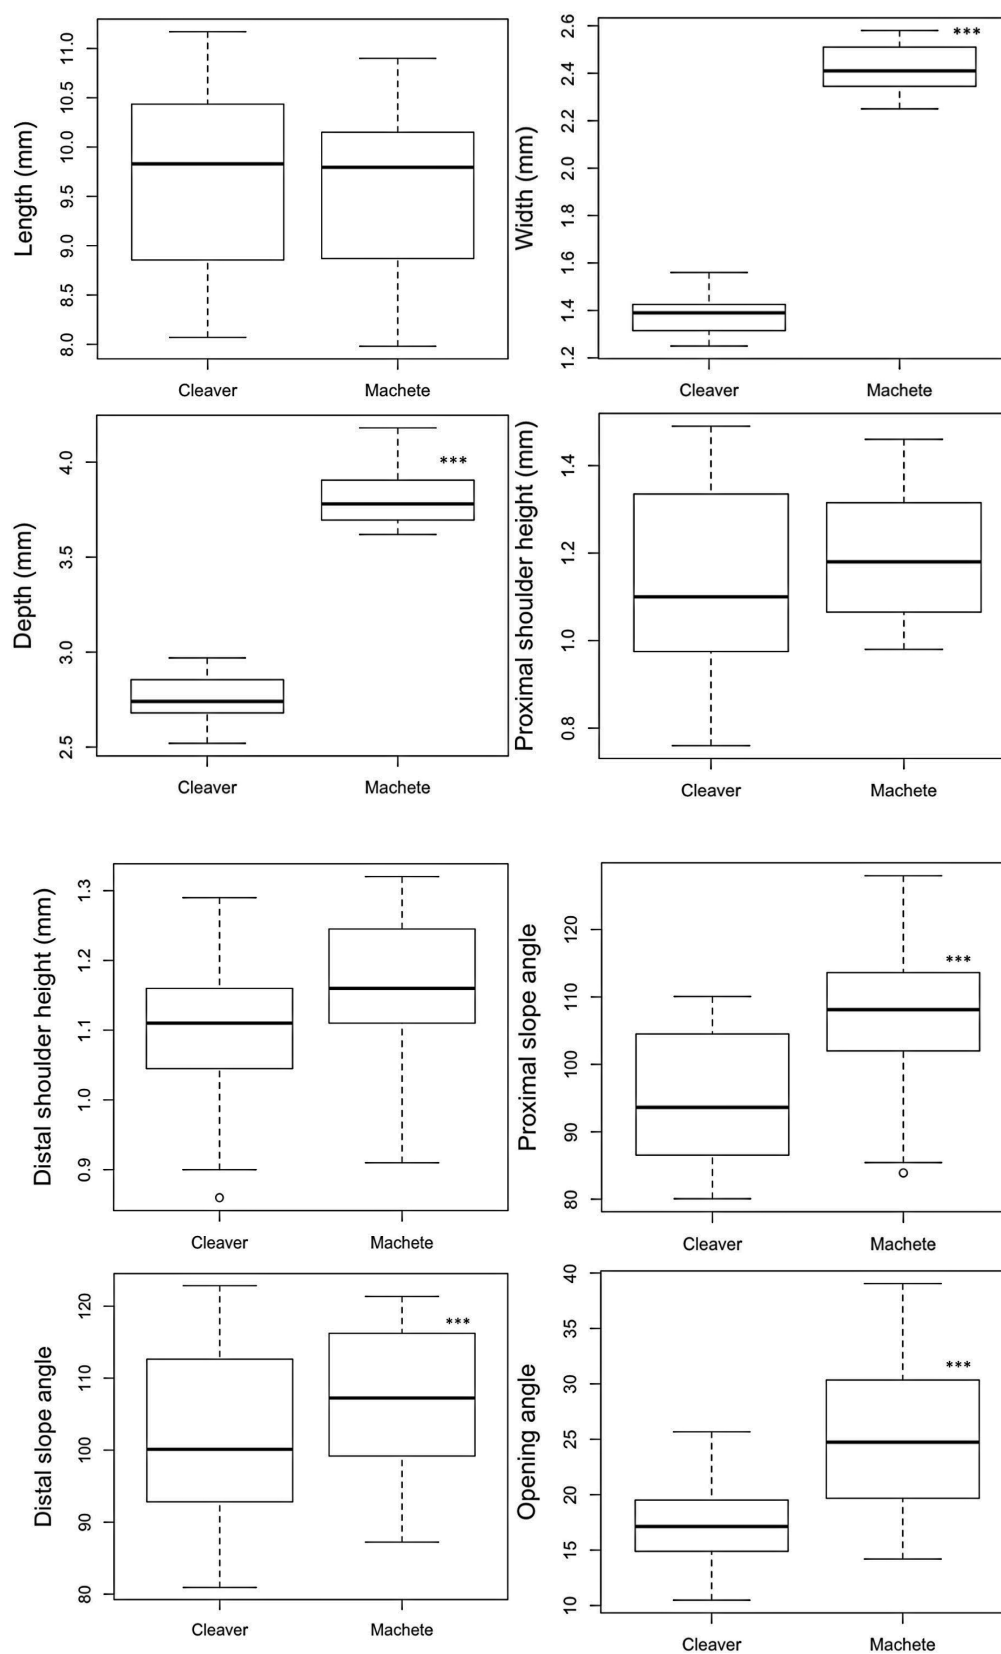 Length (mm)
11.0
10.5
10.0
9.5
9.0
8.5
8.0
Cleaver
Machete
Width (mm)
2.6
2.4
2.2
2.0
1.8
1.6
1.4
1.2
***
Cleaver
Machete
Depth (mm)
4.0
3.5
3.0
2.5
***
Cleaver
Machete
Proximal shoulder height (mm)
1.4
1.2
1.0
0.8
Cleaver
Machete
Distal shoulder height (mm)
1.3
1.2
1.1
1.0
0.9
Cleaver
Machete
Proximal slope angle
120
110
100
90
80
***
Cleaver
Machete
Distal slope angle
120
110
100
90
80
***
Cleaver
Machete
Opening angle
40
35
30
25
20
15
10
***
Cleaver
Machete